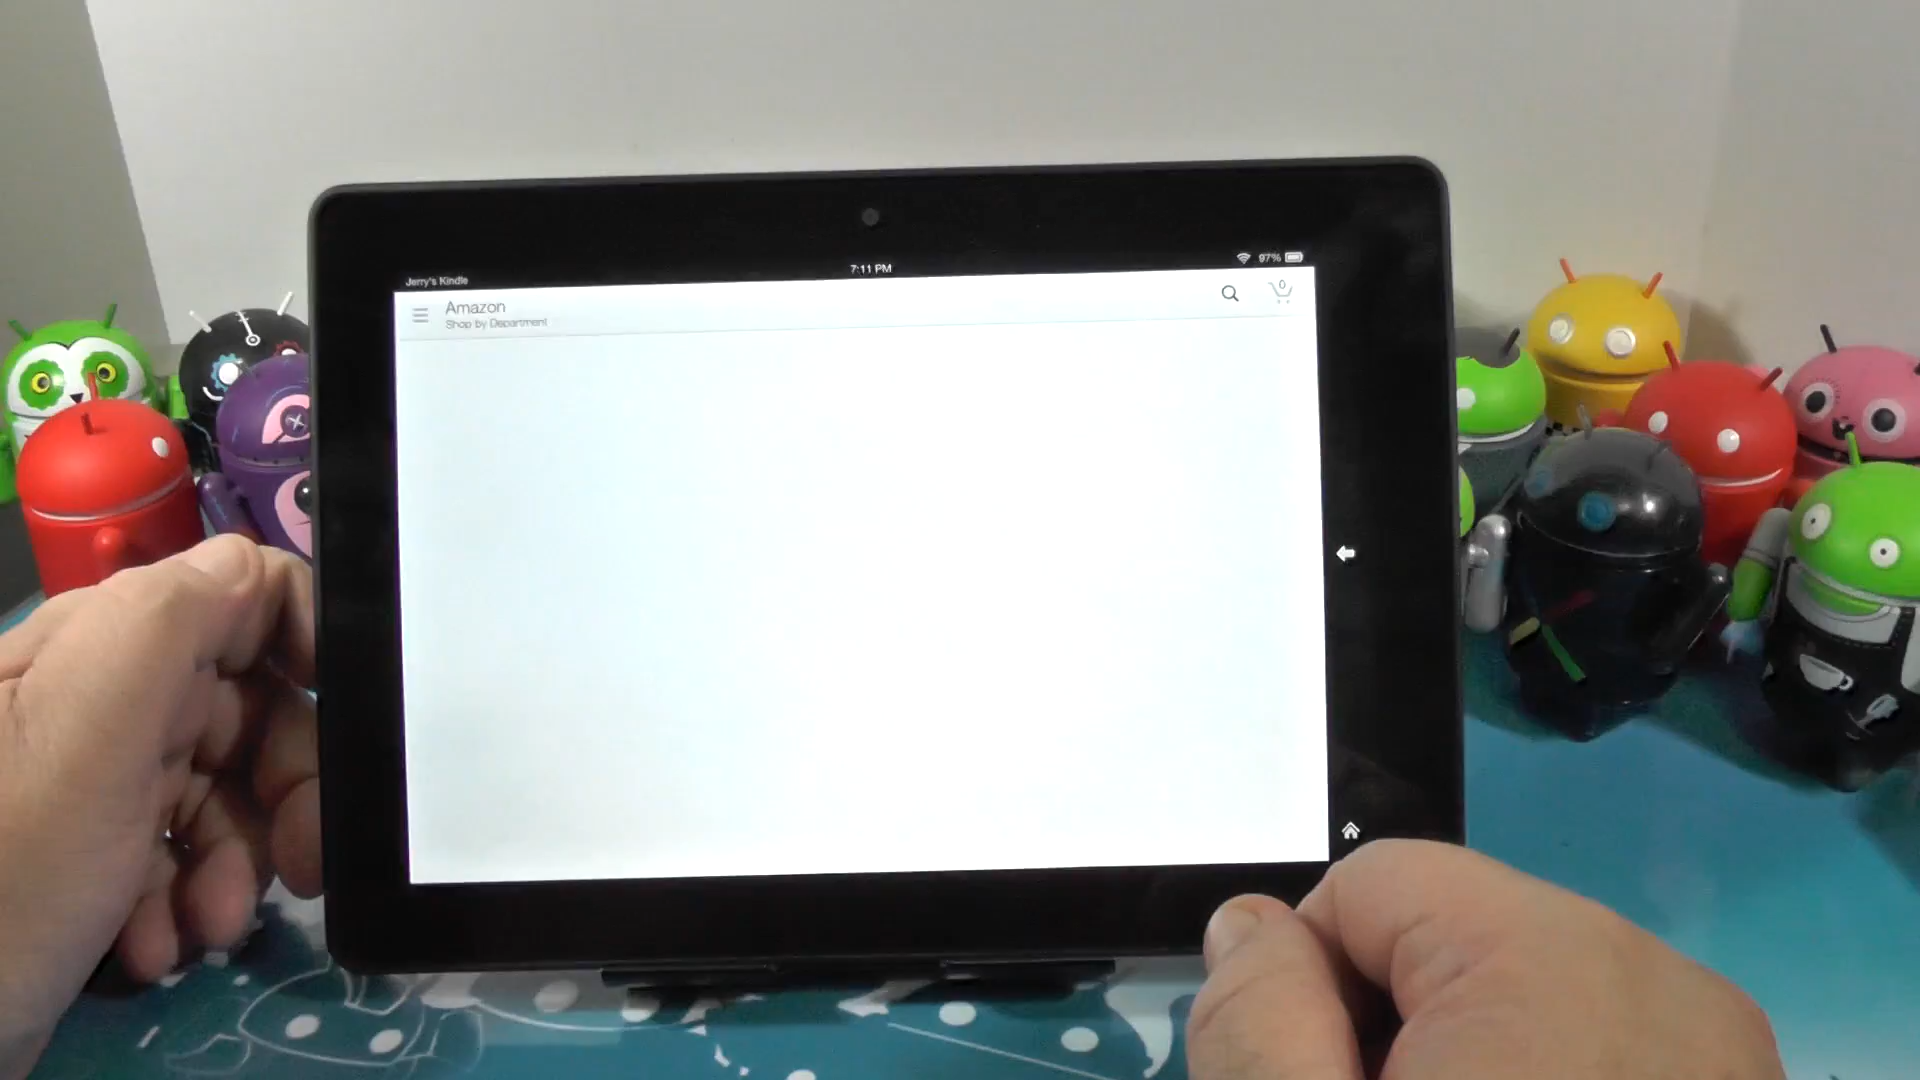 Jerry's Kindle
7:11 PM
97%
Amazon
Shop by Department
0